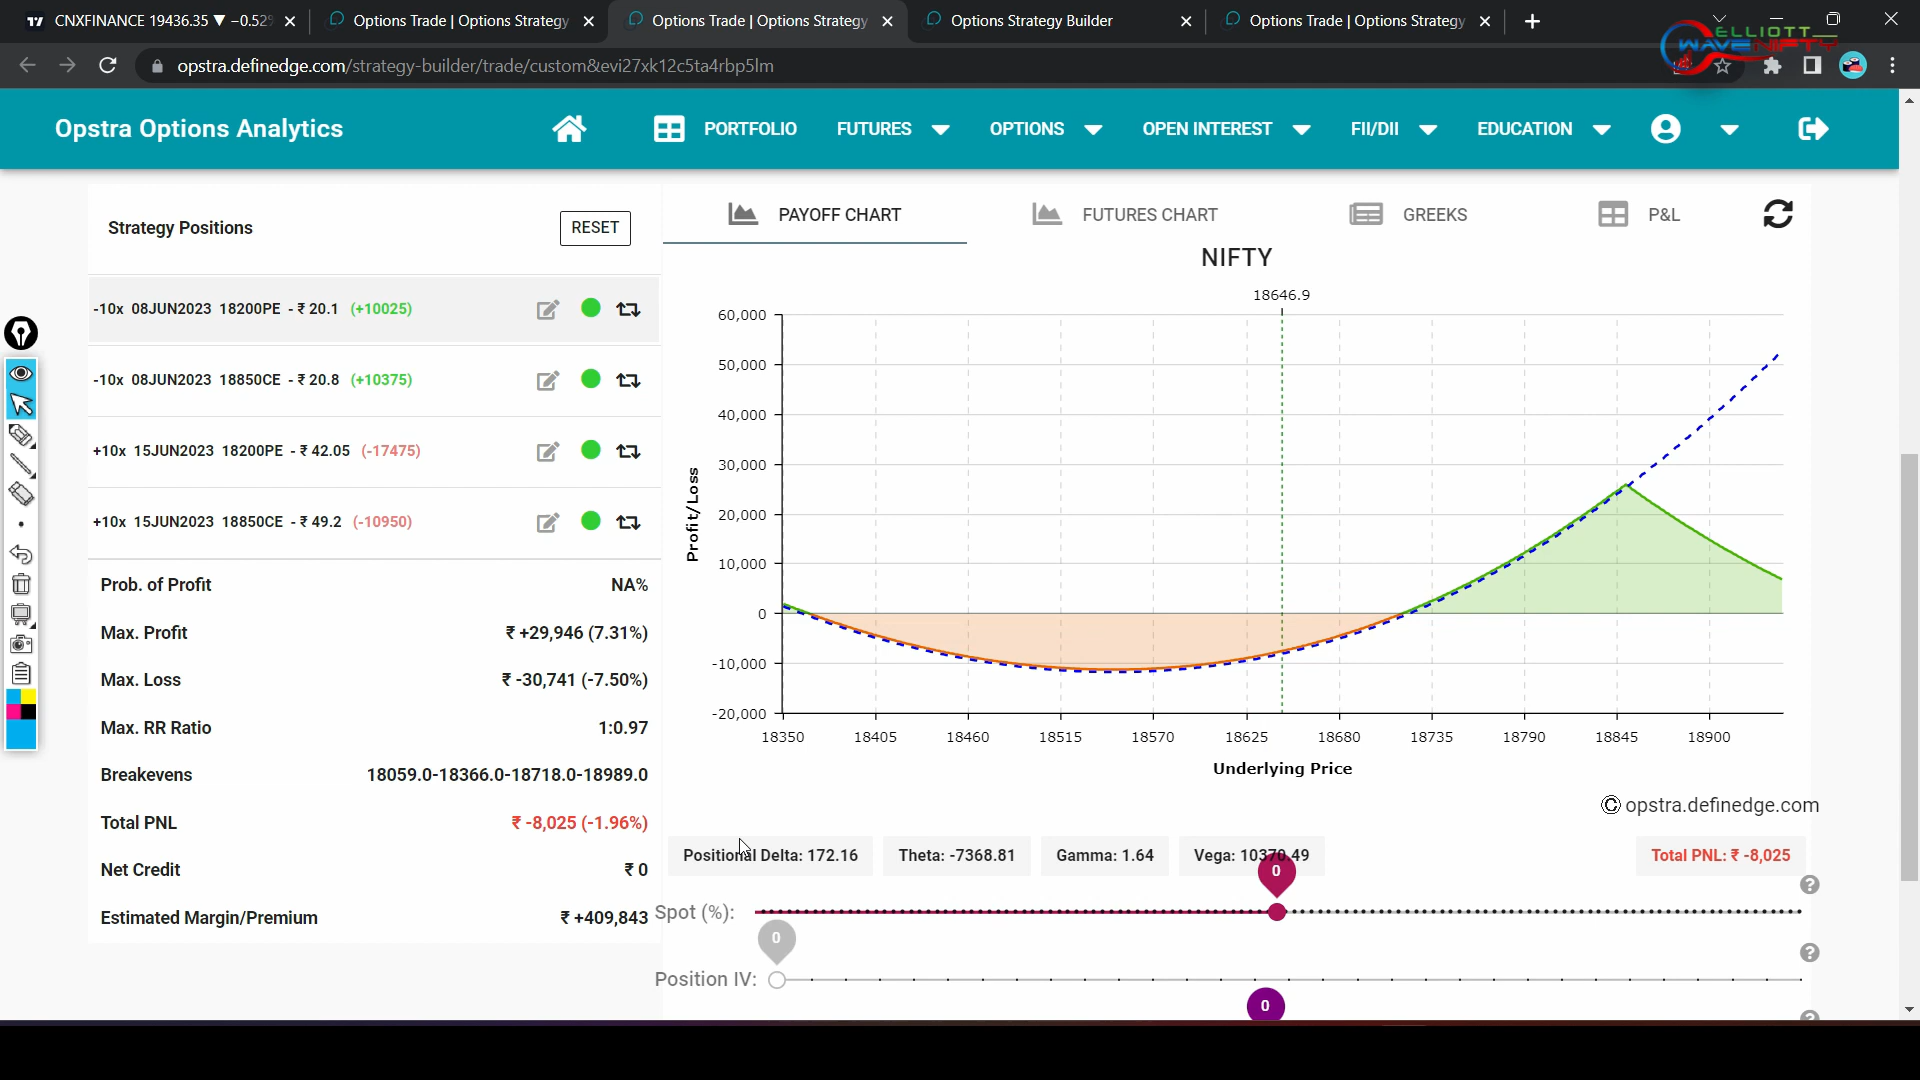 CNXFINANCE 19436.35 ▼ −0.52%
Options Trade | Options Strategy
Options Trade | Options Strategy
Options Strategy Builder
Options Trade | Options Strategy
ELLIOTT
WAVE NIFTY
opstra.definedge.com/strategy-builder/trade/custom&evi27xk12c5ta4rbp5lm
Opstra Options Analytics
PORTFOLIO
FUTURES
OPTIONS
OPEN INTEREST
FII/DII
EDUCATION
Strategy Positions
RESET
PAYOFF CHART
FUTURES CHART
GREEKS
P&L
NIFTY
18646.9
-10x 08JUN2023 18200PE - ₹ 20.1 (+10025)
-10x 08JUN2023 18850CE - ₹ 20.8 (+10375)
+10x 15JUN2023 18200PE - ₹ 42.05 (-17475)
+10x 15JUN2023 18850CE - ₹ 49.2 (-10950)
Prob. of Profit NA%
Max. Profit ₹ +29,946 (7.31%)
Max. Loss ₹ -30,741 (-7.50%)
Max. RR Ratio 1:0.97
Breakevens 18059.0-18366.0-18718.0-18989.0
Total PNL ₹ -8,025 (-1.96%)
Net Credit ₹ 0
Estimated Margin/Premium ₹ +409,843
60,000
50,000
40,000
30,000
20,000
10,000
0
-10,000
-20,000
Profit/Loss
18350 18405 18460 18515 18570 18625 18680 18735 18790 18845 18900
Underlying Price
© opstra.definedge.com
Positional Delta: 172.16
Theta: -7368.81
Gamma: 1.64
Vega: 10370.49
Total PNL: ₹ -8,025
0
?
Spot (%):
0
?
Position IV:
0
?